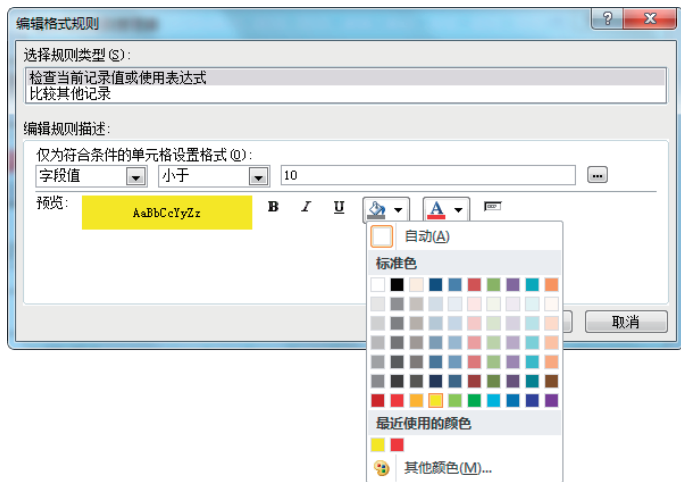 编辑格式规则
选择规则类型(S):
检查当前记录值或使用表达式
比较其他记录
编辑规则描述:
仅为符合条件的单元格设置格式(O):
字段值 小于 10 ...
预览: AaBbCcYyZz B I U A
自动(A)
标准色
取消
最近使用的颜色
其他颜色(M)...